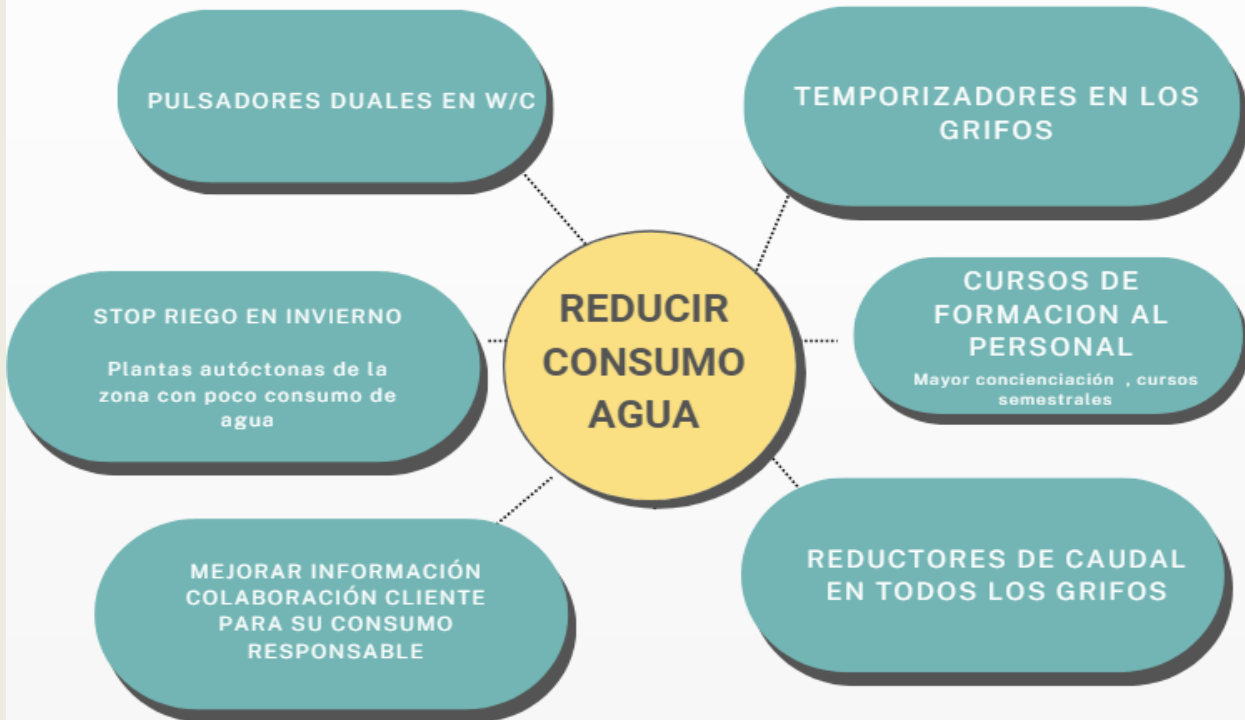 PULSADORES DUALES EN W/C
TEMPORIZADORES EN LOS
GRIFOS
STOP RIEGO EN INVIERNO
Plantas autóctonas de la
zona con poco consumo de
agua
REDUCIR
CONSUMO
AGUA
CURSOS DE
FORMACION AL
PERSONAL
Mayor concienciación , cursos
semestrales
MEJORAR INFORMACIÓN
COLABORACIÓN CLIENTE
PARA SU CONSUMO
RESPONSABLE
REDUCTORES DE CAUDAL
EN TODOS LOS GRIFOS